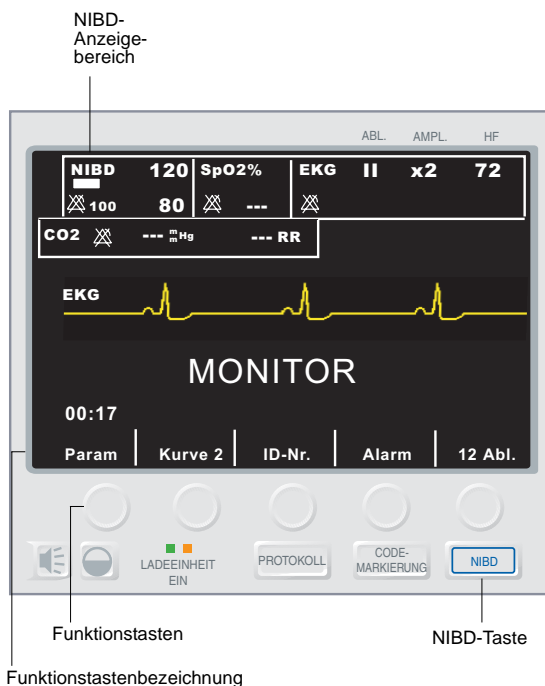 NIBD-
Anzeige-
bereich
ABL. AMPL. HF
NIBD 120 SpO2% EKG II x2 72
100 80 ---
CO2 --- mmHg --- RR
EKG
MONITOR
00:17
Param Kurve 2 ID-Nr. Alarm 12 Abl.
LADEEINHEIT
EIN
PROTOKOLL
CODE-
MARKIERUNG
NIBD
Funktionstasten
NIBD-Taste
Funktionstastenbezeichnung